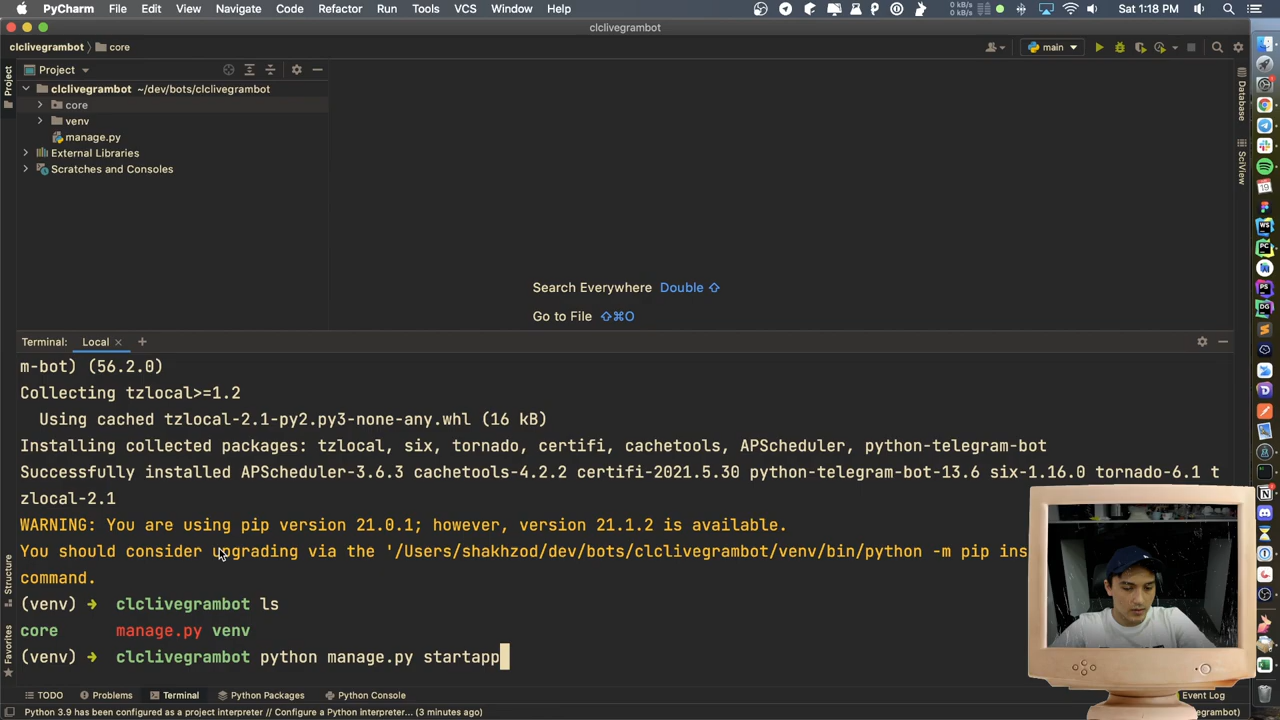 PyCharm File Edit View Navigate Code Refactor Run Tools VCS Window Help
0 kB/s
0 kB/s
Sat 1:18 PM
clclivegrambot
clclivegrambot core
main
Project
Project
clclivegrambot ~/dev/bots/clclivegrambot
core
venv
manage.py
External Libraries
Scratches and Consoles
Database
SciView
Search Everywhere Double ⇧
Go to File ⇧⌘O
Terminal: Local × +
m-bot) (56.2.0)
Collecting tzlocal>=1.2
Using cached tzlocal-2.1-py2.py3-none-any.whl (16 kB)
Installing collected packages: tzlocal, six, tornado, certifi, cachetools, APScheduler, python-telegram-bot
Successfully installed APScheduler-3.6.3 cachetools-4.2.2 certifi-2021.5.30 python-telegram-bot-13.6 six-1.16.0 tornado-6.1 t
zlocal-2.1
WARNING: You are using pip version 21.0.1; however, version 21.1.2 is available.
You should consider upgrading via the '/Users/shakhzod/dev/bots/clclivegrambot/venv/bin/python -m pip ins
command.
(venv) ➜ clclivegrambot ls
core manage.py venv
(venv) ➜ clclivegrambot python manage.py startapp
Structure
Favorites
TODO Problems Terminal Python Packages Python Console
Event Log
Python 3.9 has been configured as a project interpreter // Configure a Python interpreter... (3 minutes ago)